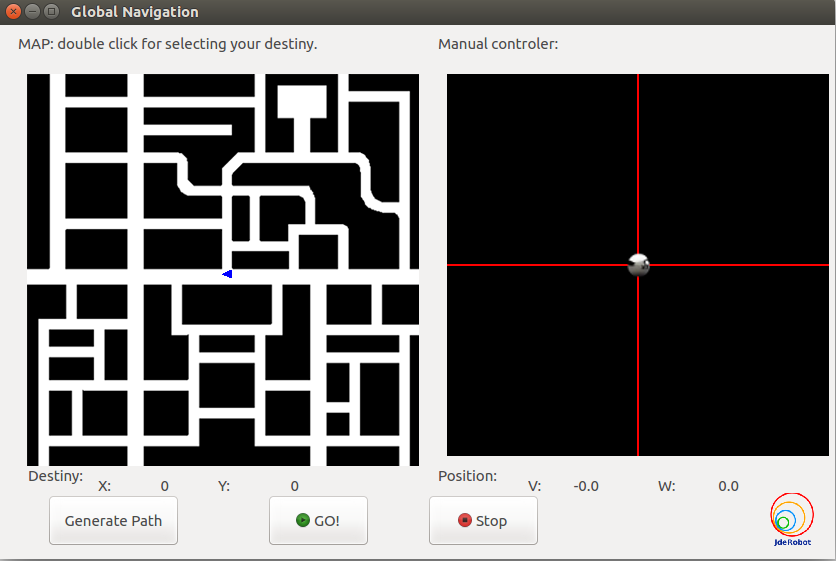 Global Navigation
MAP: double click for selecting your destiny.
Manual controler:
Destiny:
X: 0 Y: 0
Position:
V: -0.0 W: 0.0
Generate Path
GO!
Stop
JdeRobot